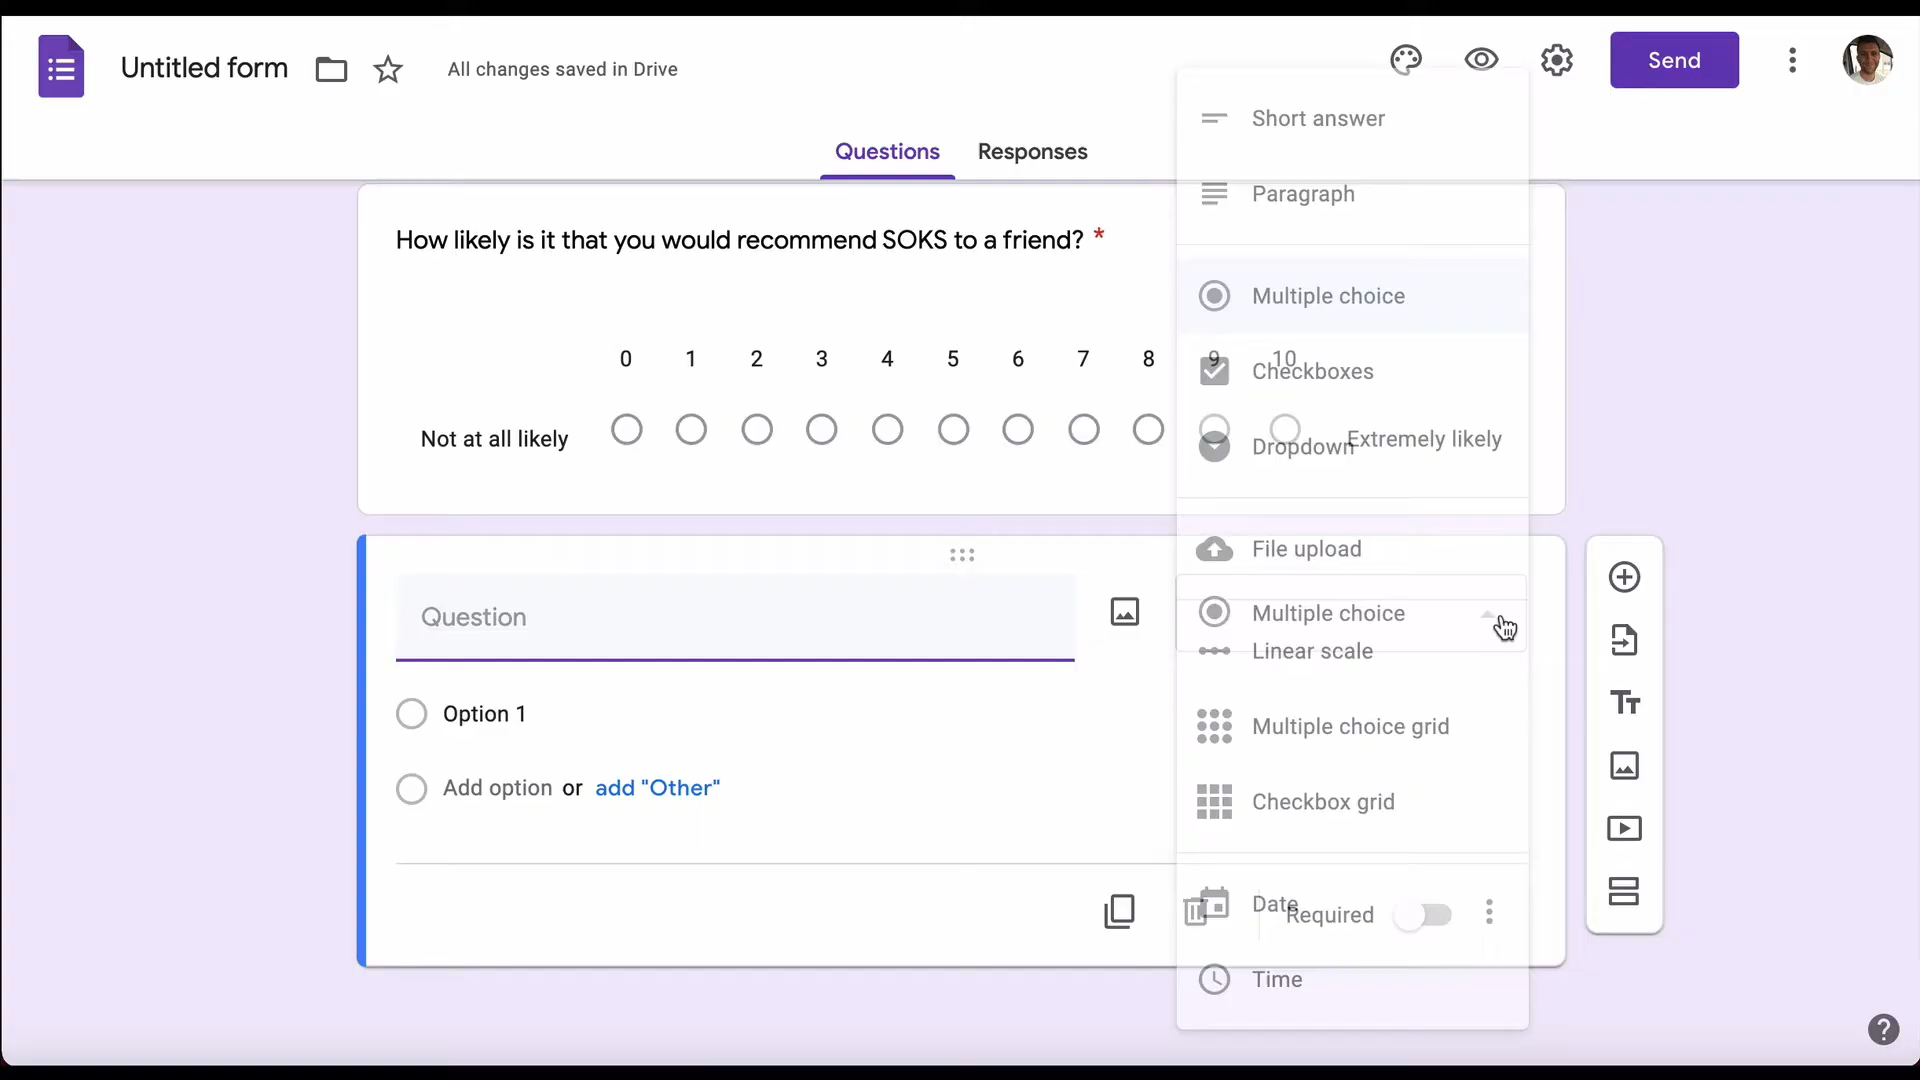 Untitled form
All changes saved in Drive
Send
Questions
Responses
How likely is it that you would recommend SOKS to a friend? *
0 1 2 3 4 5 6 7 8 9 10
Not at all likely
Extremely likely
Short answer
Paragraph
Multiple choice
Checkboxes
Dropdown
File upload
Multiple choice
Linear scale
Multiple choice grid
Checkbox grid
Date
Time
Question
Option 1
Add option or add "Other"
Required
Tт
?